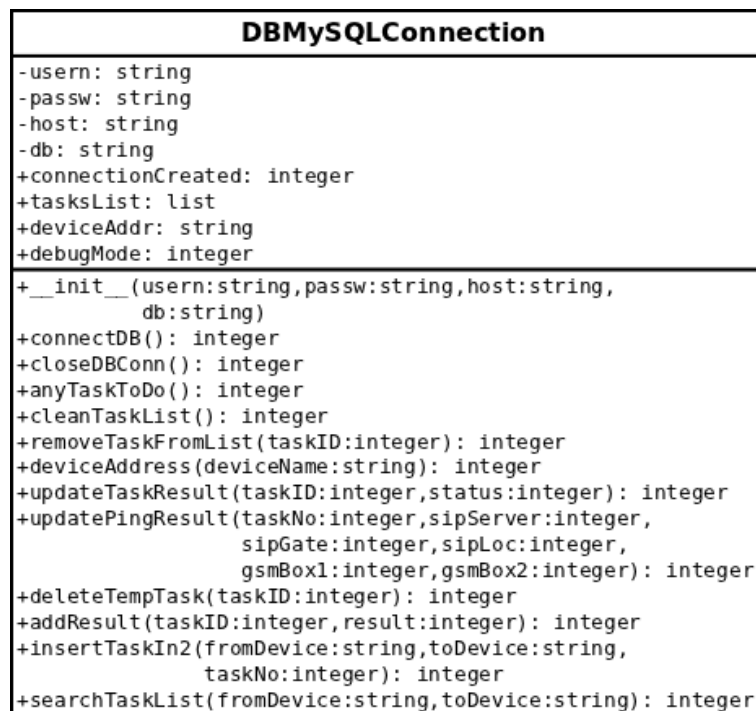 DBMySQLConnection
-usern: string
-passw: string
-host: string
-db: string
+connectionCreated: integer
+tasksList: list
+deviceAddr: string
+debugMode: integer
+__init__(usern:string,passw:string,host:string,
db:string)
+connectDB(): integer
+closeDBConn(): integer
+anyTaskToDo(): integer
+cleanTaskList(): integer
+removeTaskFromList(taskID:integer): integer
+deviceAddress(deviceName:string): integer
+updateTaskResult(taskID:integer,status:integer): integer
+updatePingResult(taskNo:integer,sipServer:integer,
sipGate:integer,sipLoc:integer,
gsmBox1:integer,gsmBox2:integer): integer
+deleteTempTask(taskID:integer): integer
+addResult(taskID:integer,result:integer): integer
+insertTaskIn2(fromDevice:string,toDevice:string,
taskNo:integer): integer
+searchTaskList(fromDevice:string,toDevice:string): integer